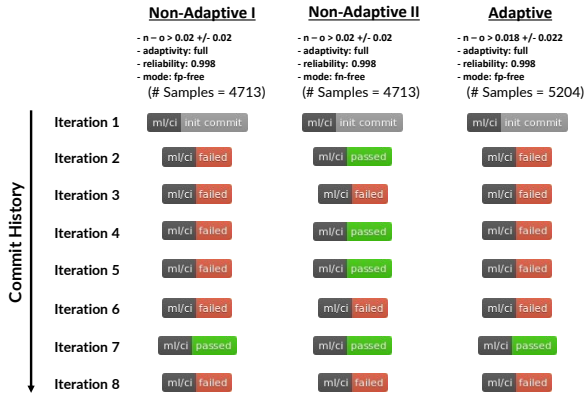 Non-Adaptive I
- n – o > 0.02 +/- 0.02
- adaptivity: full
- reliability: 0.998
- mode: fp-free
(# Samples = 4713)
Non-Adaptive II
- n – o > 0.02 +/- 0.02
- adaptivity: full
- reliability: 0.998
- mode: fn-free
(# Samples = 4713)
Adaptive
- n – o > 0.018 +/- 0.022
- adaptivity: full
- reliability: 0.998
- mode: fp-free
(# Samples = 5204)
Commit History
Iteration 1 ml/ci init commit ml/ci init commit ml/ci init commit
Iteration 2 ml/ci failed ml/ci passed ml/ci failed
Iteration 3 ml/ci failed ml/ci failed ml/ci failed
Iteration 4 ml/ci failed ml/ci passed ml/ci failed
Iteration 5 ml/ci failed ml/ci passed ml/ci failed
Iteration 6 ml/ci failed ml/ci failed ml/ci failed
Iteration 7 ml/ci passed ml/ci passed ml/ci passed
Iteration 8 ml/ci failed ml/ci failed ml/ci failed